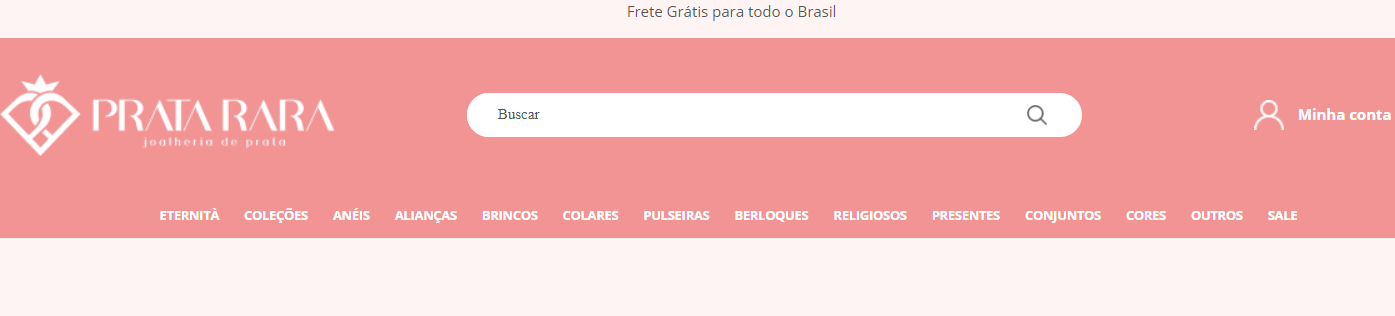 Frete Grátis para todo o Brasil
PRATA RARA
joalheria de prata
Buscar
Minha conta
ETERNITÀ COLEÇÕES ANÉIS ALIANÇAS BRINCOS COLARES PULSEIRAS BERLOQUES RELIGIOSOS PRESENTES CONJUNTOS CORES OUTROS SALE